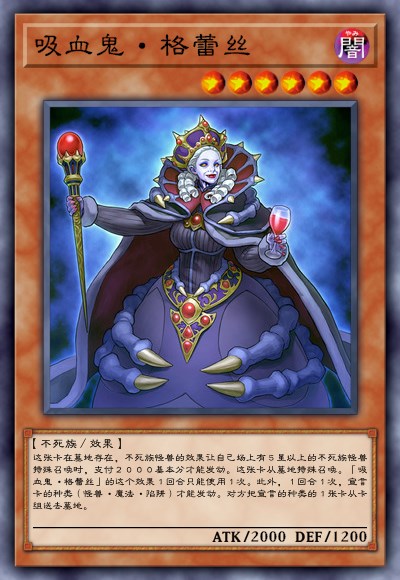 吸血鬼・格蕾丝
やみ
闇
【不死族/效果】
这张卡在墓地存在,不死族怪兽的效果让自己场上有5星以上的不死族怪兽
特殊召唤时,支付2000基本分才能发动。这张卡从墓地特殊召唤。「吸
血鬼・格蕾丝」的这个效果1回合只能使用1次。此外,1回合1次,宣言
卡的种类(怪兽・魔法・陷阱)才能发动。对方把宣言的种类的1张卡从卡
组送去墓地。
ATK/2000 DEF/1200